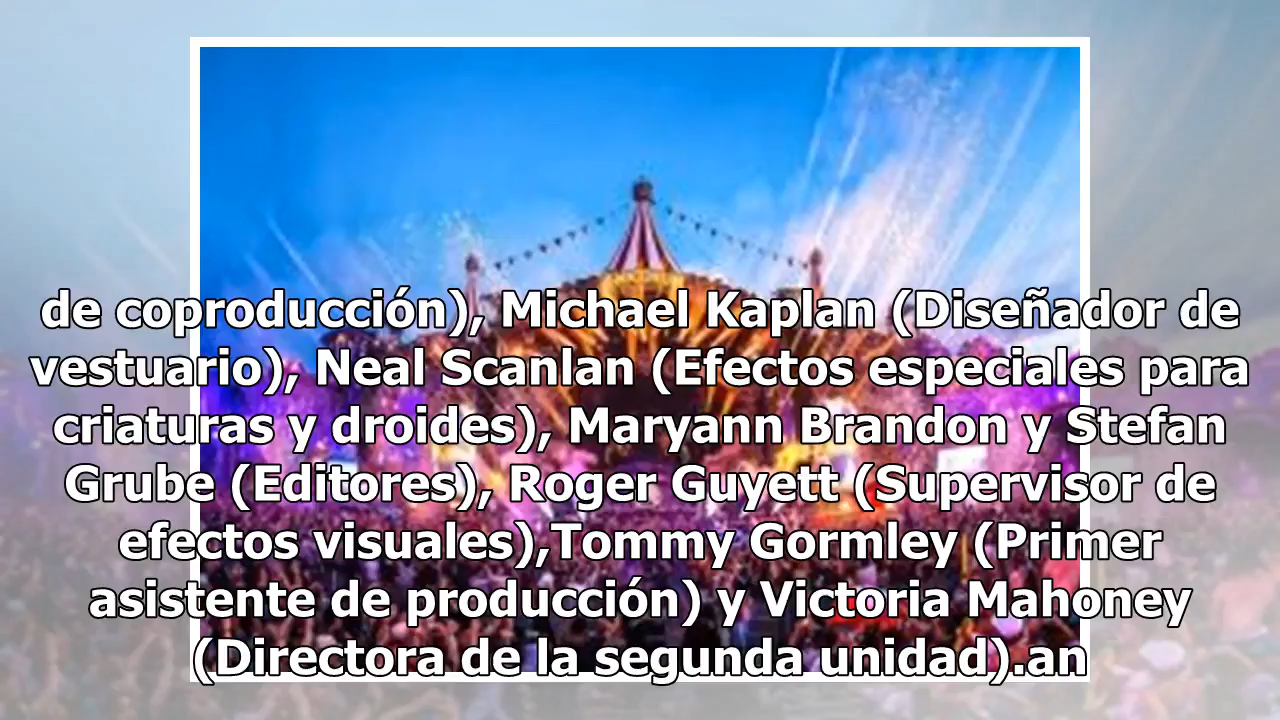 de coproducción), Michael Kaplan (Diseñador de
vestuario), Neal Scanlan (Efectos especiales para
criaturas y droides), Maryann Brandon y Stefan
Grube (Editores), Roger Guyett (Supervisor de
efectos visuales),Tommy Gormley (Primer
asistente de producción) y Victoria Mahoney
(Directora de la segunda unidad).an